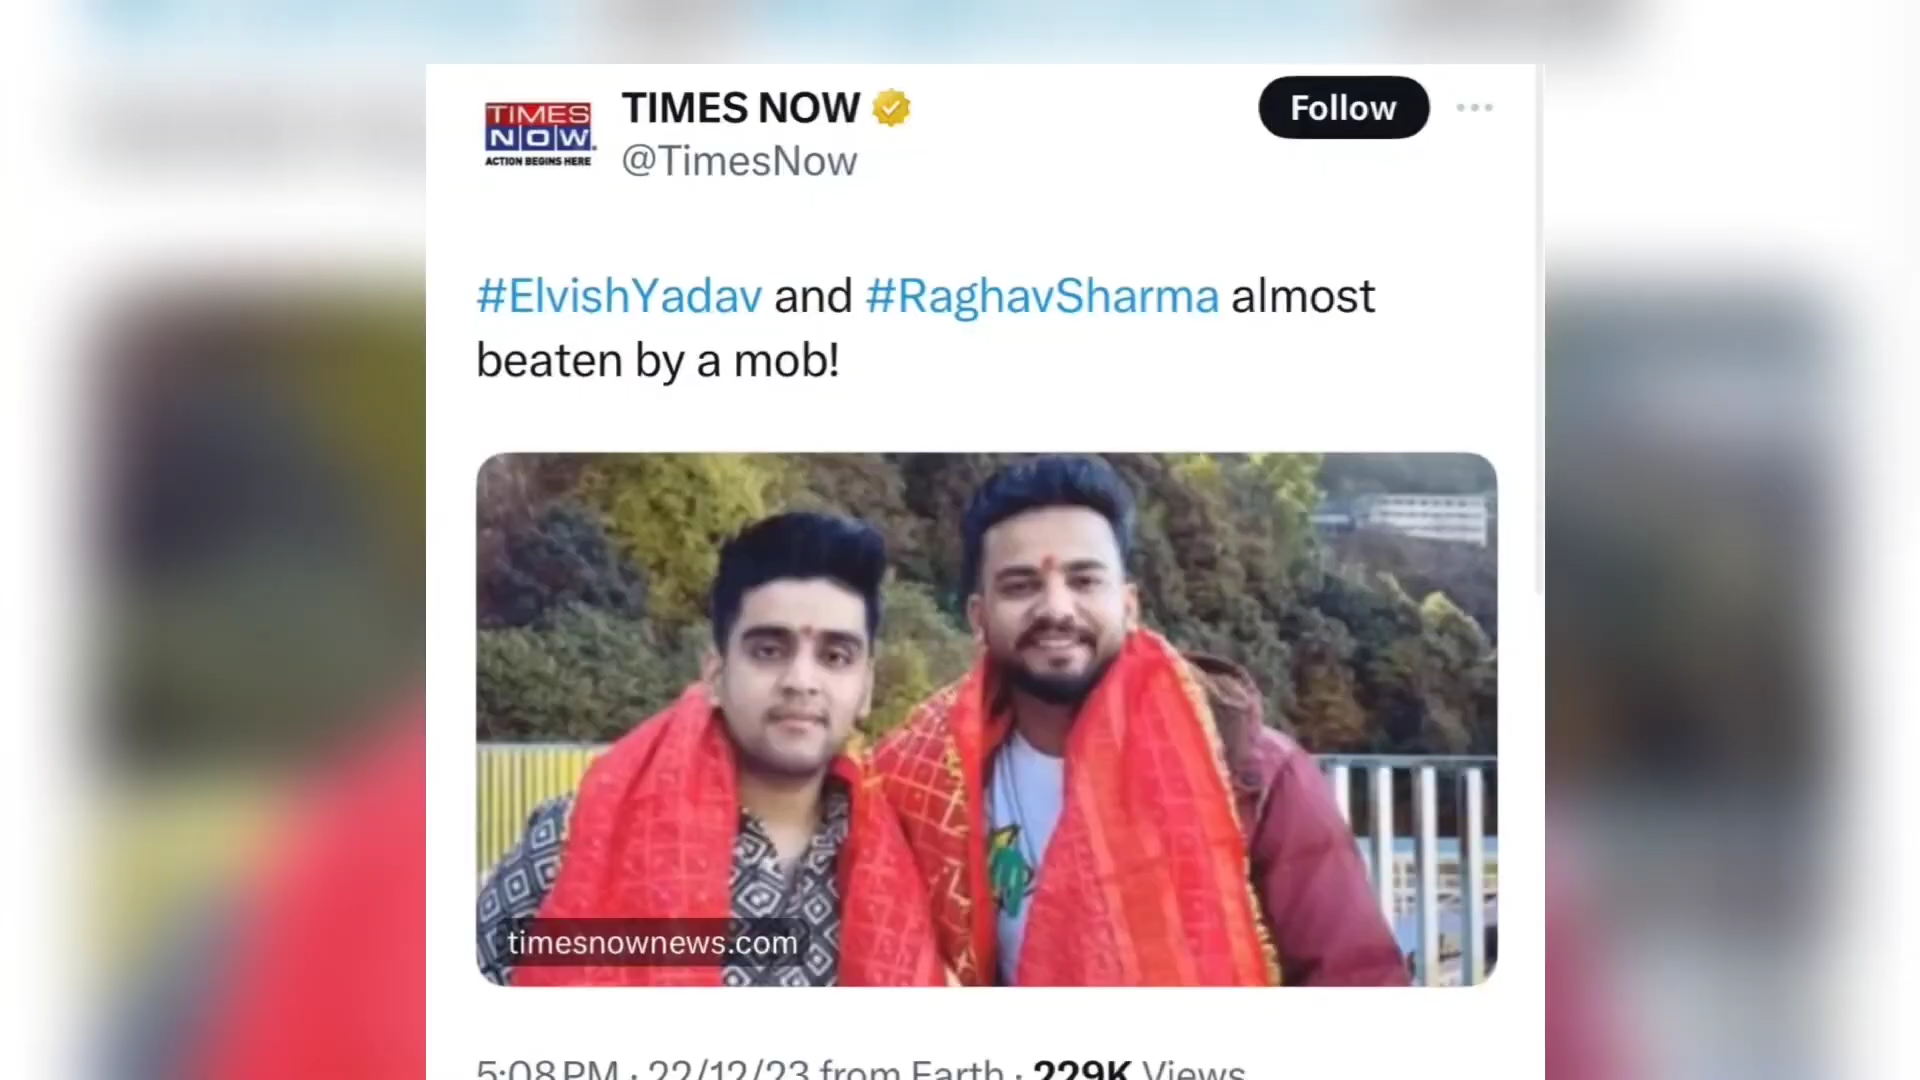 TIMES NOW
@TimesNow
Follow
TIMES
NOW
ACTION BEGINS HERE
#ElvishYadav and #RaghavSharma almost
beaten by a mob!
timesnownews.com
5:08 PM · 22/12/23 from Earth · 229K Views